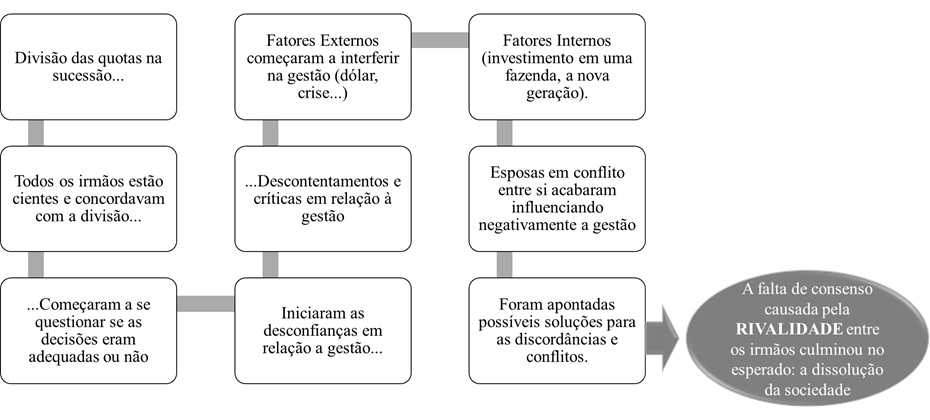 Divisão das quotas na
sucessão...
Todos os irmãos estão
cientes e concordavam
com a divisão...
...Começaram a se
questionar se as
decisões eram
adequadas ou não
Iniciaram as
desconfianças em
relação a gestão...
...Descontentamentos e
críticas em relação à
gestão
Fatores Externos
começaram a interferir
na gestão (dólar,
crise...)
Fatores Internos
(investimento em uma
fazenda, a nova
geração).
Esposas em conflito
entre si acabaram
influenciando
negativamente a gestão
Foram apontadas
possíveis soluções para
as discordâncias e
conflitos.
A falta de consenso
causada pela
RIVALIDADE entre
os irmãos culminou no
esperado: a dissolução
da sociedade